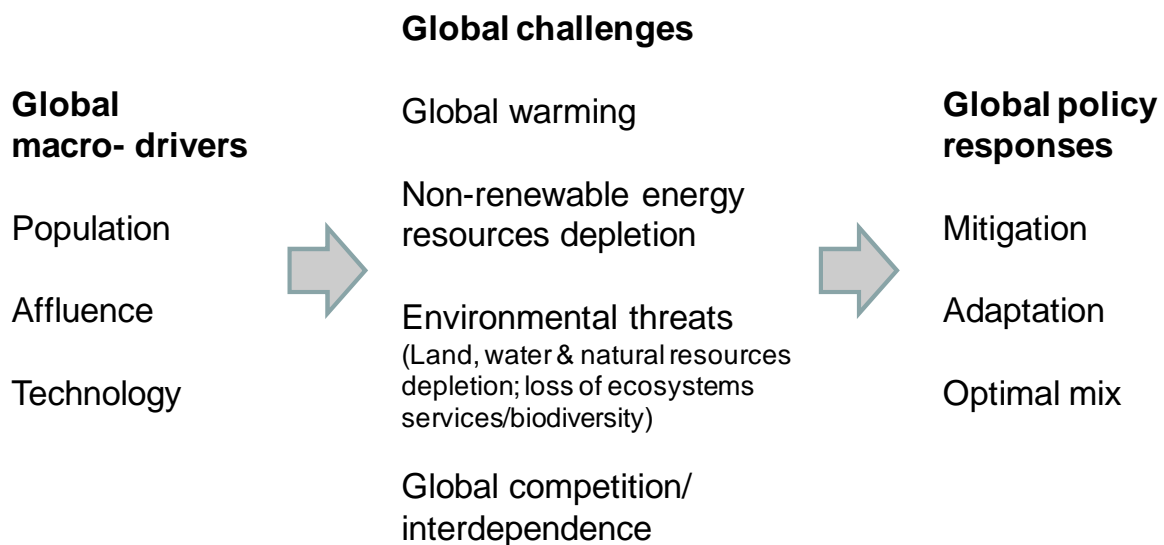 Global challenges
Global
macro- drivers
Population
Affluence
Technology
Global warming
Non-renewable energy
resources depletion
Environmental threats
(Land, water & natural resources
depletion; loss of ecosystems
services/biodiversity)
Global competition/
interdependence
Global policy
responses
Mitigation
Adaptation
Optimal mix